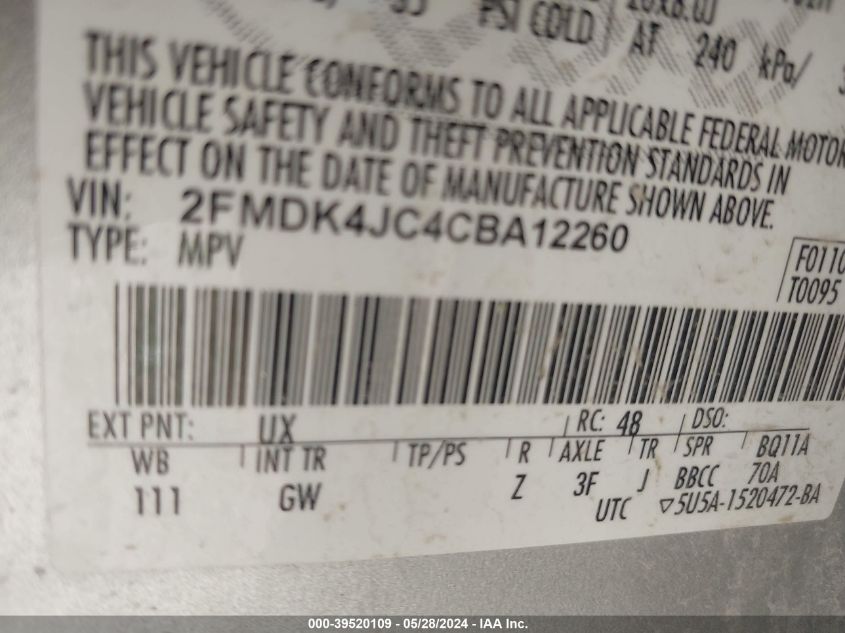 PSI COLD
AT 240 kPa/
THIS VEHICLE CONFORMS TO ALL APPLICABLE FEDERAL MOTOR
VEHICLE SAFETY AND THEFT PREVENTION STANDARDS IN
EFFECT ON THE DATE OF MANUFACTURE SHOWN ABOVE.
VIN: 2FMDK4JC4CBA12260
TYPE: MPV
F0110
T0095
EXT PNT: UX RC: 48 DSO:
WB INT TR TP/PS R AXLE TR SPR BQ11A
111 GW Z 3F J BBCC 70A
UTC ▽5U5A-1520472-BA
000-39520109 - 05/28/2024 - IAA Inc.